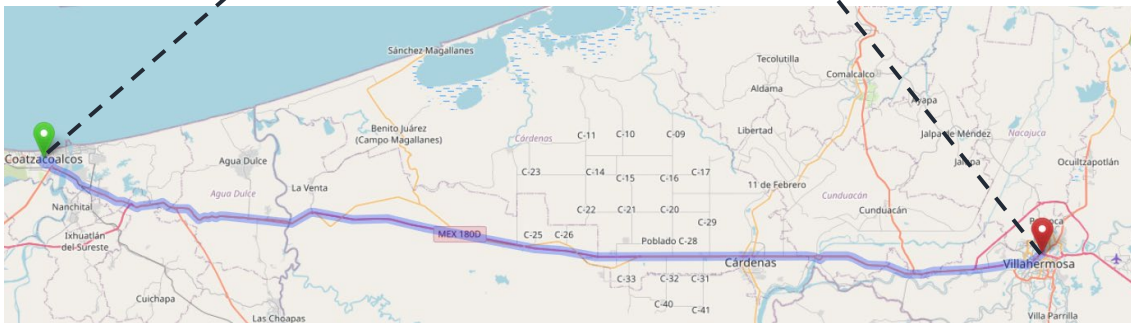 Sánchez Magallanes
Tecolutilla
Comalcalco
Aldama
Ayapa
Benito Juárez
(Campo Magallanes)
Cárdenas
C-11
C-10
C-09
Libertad
Jalpa de Méndez
Nacajuca
Coatzacoalcos
Agua Dulce
Jalupa
Ocuiltzapotlán
C-23
C-14
C-15
C-16
C-17
Agua Dulce
La Venta
11 de Febrero
Cunduacán
Nanchital
C-22
C-21
C-20
Cunduacán
C-29
Ixhuatlán
del Sureste
MEX 180D
C-25
C-26
Poblado C-28
Cárdenas
Villahermosa
C-33
C-32
C-31
Cuichapa
C-40
C-41
Las Choapas
Villa Parrilla